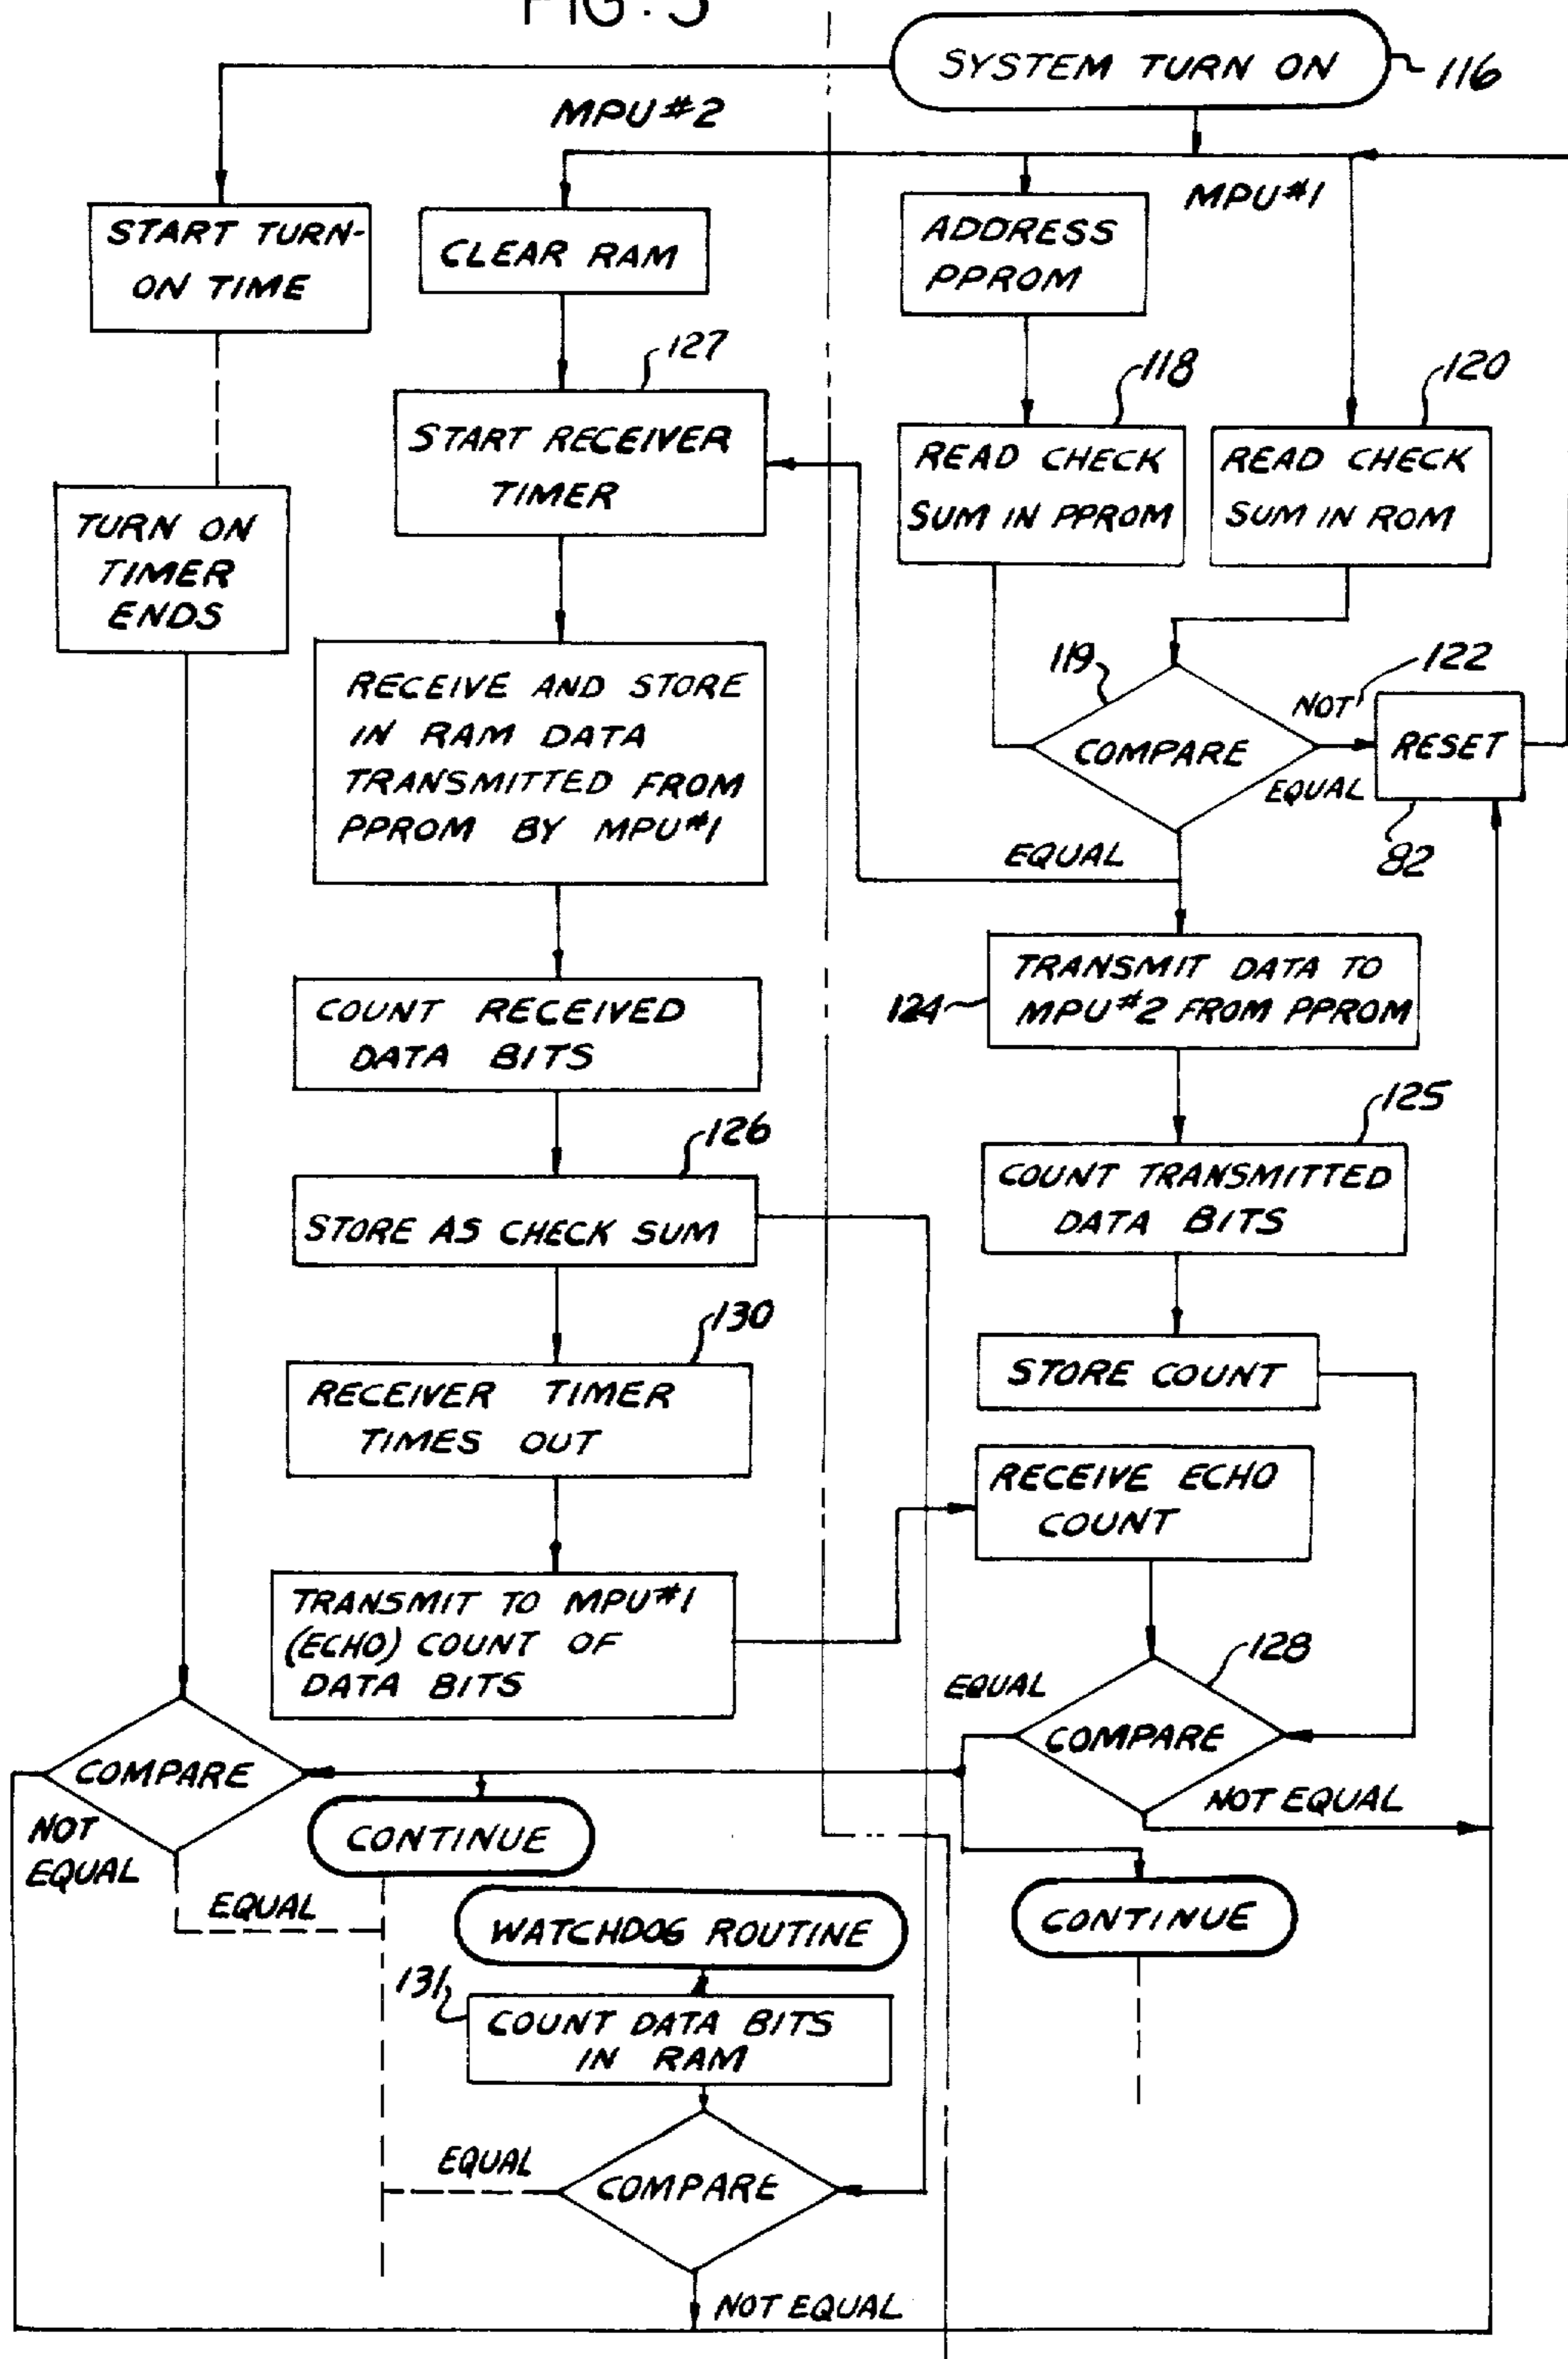 FIG. 5
SYSTEM TURN ON
116
MPU#2
MPU#1
START TURN-
ON TIME
CLEAR RAM
ADDRESS
PPROM
127
118
120
START RECEIVER
TIMER
READ CHECK
SUM IN PPROM
READ CHECK
SUM IN ROM
TURN ON
TIMER
ENDS
119
NOT
122
RECEIVE AND STORE
IN RAM DATA
TRANSMITTED FROM
PPROM BY MPU#1
COMPARE
RESET
EQUAL
82
EQUAL
TRANSMIT DATA TO
MPU#2 FROM PPROM
124
COUNT RECEIVED
DATA BITS
125
126
COUNT TRANSMITTED
DATA BITS
STORE AS CHECK SUM
130
STORE COUNT
RECEIVER TIMER
TIMES OUT
RECEIVE ECHO
COUNT
TRANSMIT TO MPU#1
(ECHO) COUNT OF
DATA BITS
128
EQUAL
COMPARE
COMPARE
NOT EQUAL
NOT
EQUAL
CONTINUE
EQUAL
WATCHDOG ROUTINE
CONTINUE
131
COUNT DATA BITS
IN RAM
EQUAL
COMPARE
NOT EQUAL